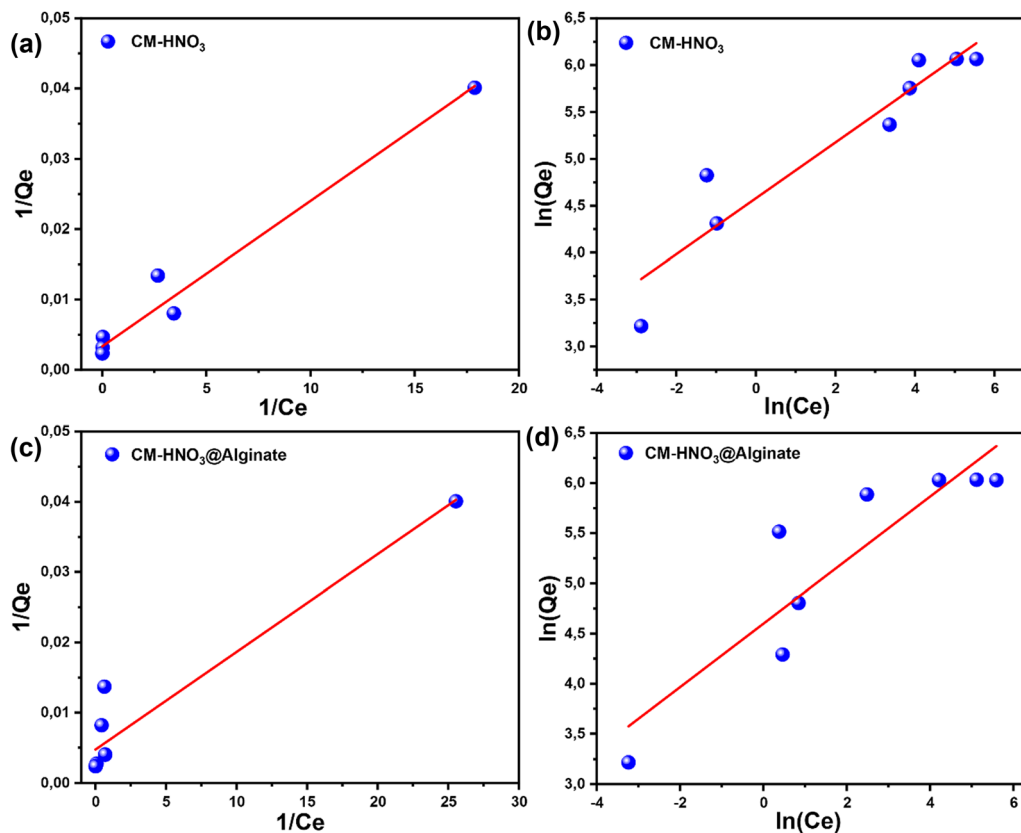 (a)
CM-HNO₃
0,05
0,04
0,03
0,02
0,01
0,00
1/Qe
0 5 10 15 20
1/Ce
(b)
CM-HNO₃
6,5
6,0
5,5
5,0
4,5
4,0
3,5
3,0
ln(Qe)
-4 -2 0 2 4 6
ln(Ce)
(c)
CM-HNO₃@Alginate
0,05
0,04
0,03
0,02
0,01
0,00
1/Qe
0 5 10 15 20 25 30
1/Ce
(d)
CM-HNO₃@Alginate
6,5
6,0
5,5
5,0
4,5
4,0
3,5
3,0
ln(Qe)
-4 -2 0 2 4 6
ln(Ce)